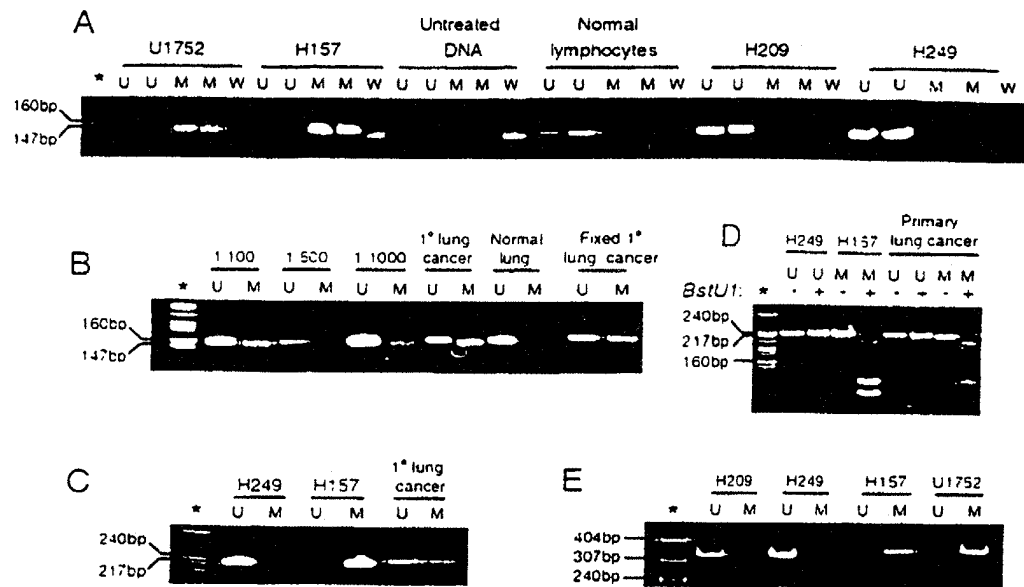 A
U1752 H157 Untreated DNA Normal lymphocytes H209 H249
* U U M M W U U M M W U U M M W U U M M W U U M M W U U M M W
160bp
147bp
B
1 100 1 500 1 1000 1° lung cancer Normal lung Fixed 1° lung cancer
* U M U M U M U M U M U M
160bp
147bp
D
H249 H157 Primary lung cancer
U U M M U U M M
BstU1: * - + - + - + - +
240bp
217bp
160bp
C
H249 H157 1° lung cancer
* U M U M U M
240bp
217bp
E
H209 H249 H157 U1752
* U M U M U M U M
404bp
307bp
240bp